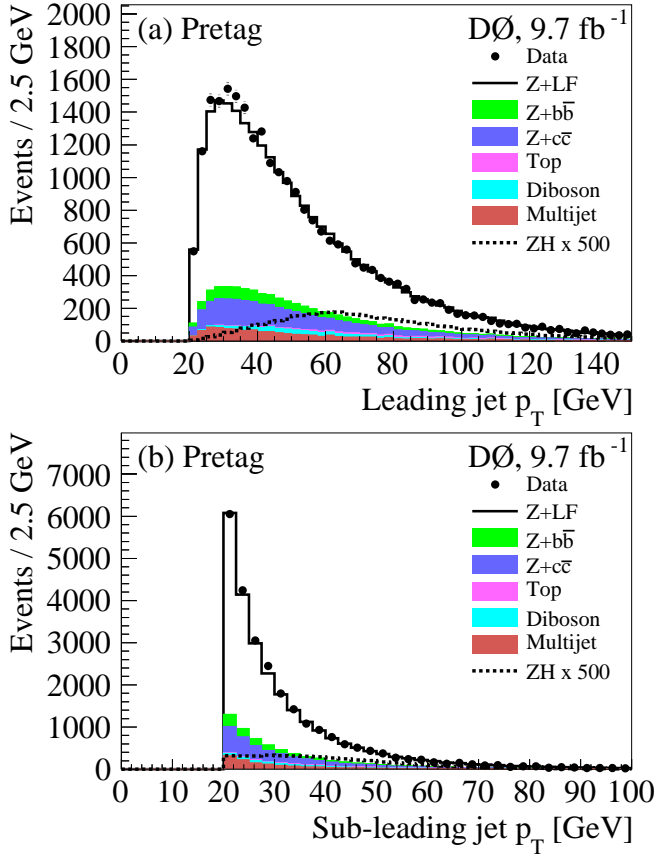 (a) Pretag
DØ, 9.7 fb⁻¹
Data
Z+LF
Z+bb̅
Z+cc̅
Top
Diboson
Multijet
ZH x 500
Events / 2.5 GeV
2000
1800
1600
1400
1200
1000
800
600
400
200
0
0 20 40 60 80 100 120 140
Leading jet p_T [GeV]
(b) Pretag
DØ, 9.7 fb⁻¹
Data
Z+LF
Z+bb̅
Z+cc̅
Top
Diboson
Multijet
ZH x 500
Events / 2.5 GeV
7000
6000
5000
4000
3000
2000
1000
0
0 10 20 30 40 50 60 70 80 90 100
Sub-leading jet p_T [GeV]